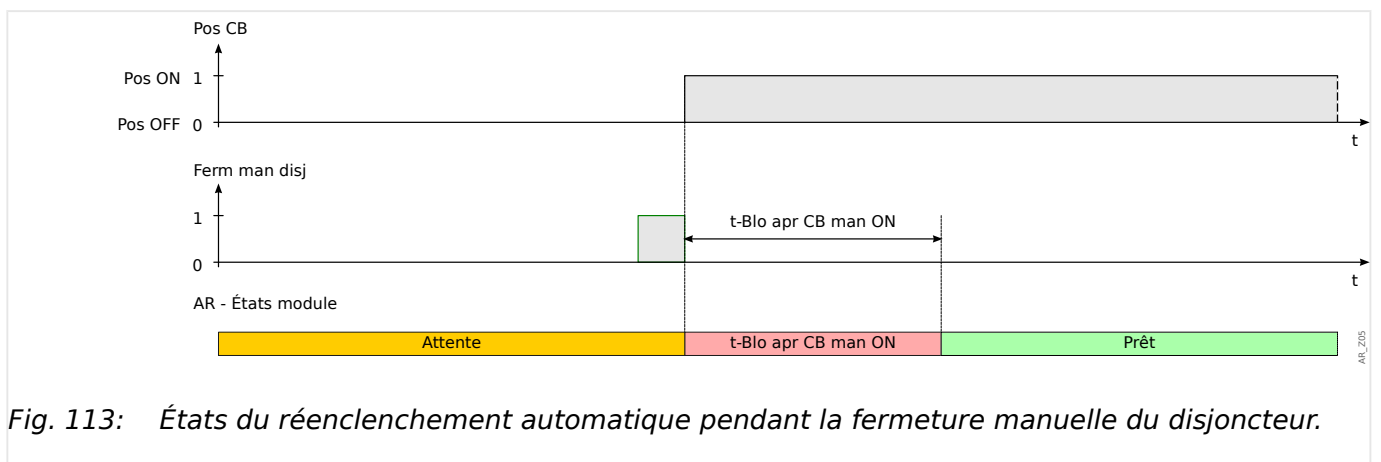 Pos CB
Pos ON 1
Pos OFF 0
t
Ferm man disj
1
t-Blo apr CB man ON
0
t
AR - États module
Attente
t-Blo apr CB man ON
Prêt
AR_Z05
Fig. 113: États du réenclenchement automatique pendant la fermeture manuelle du disjoncteur.